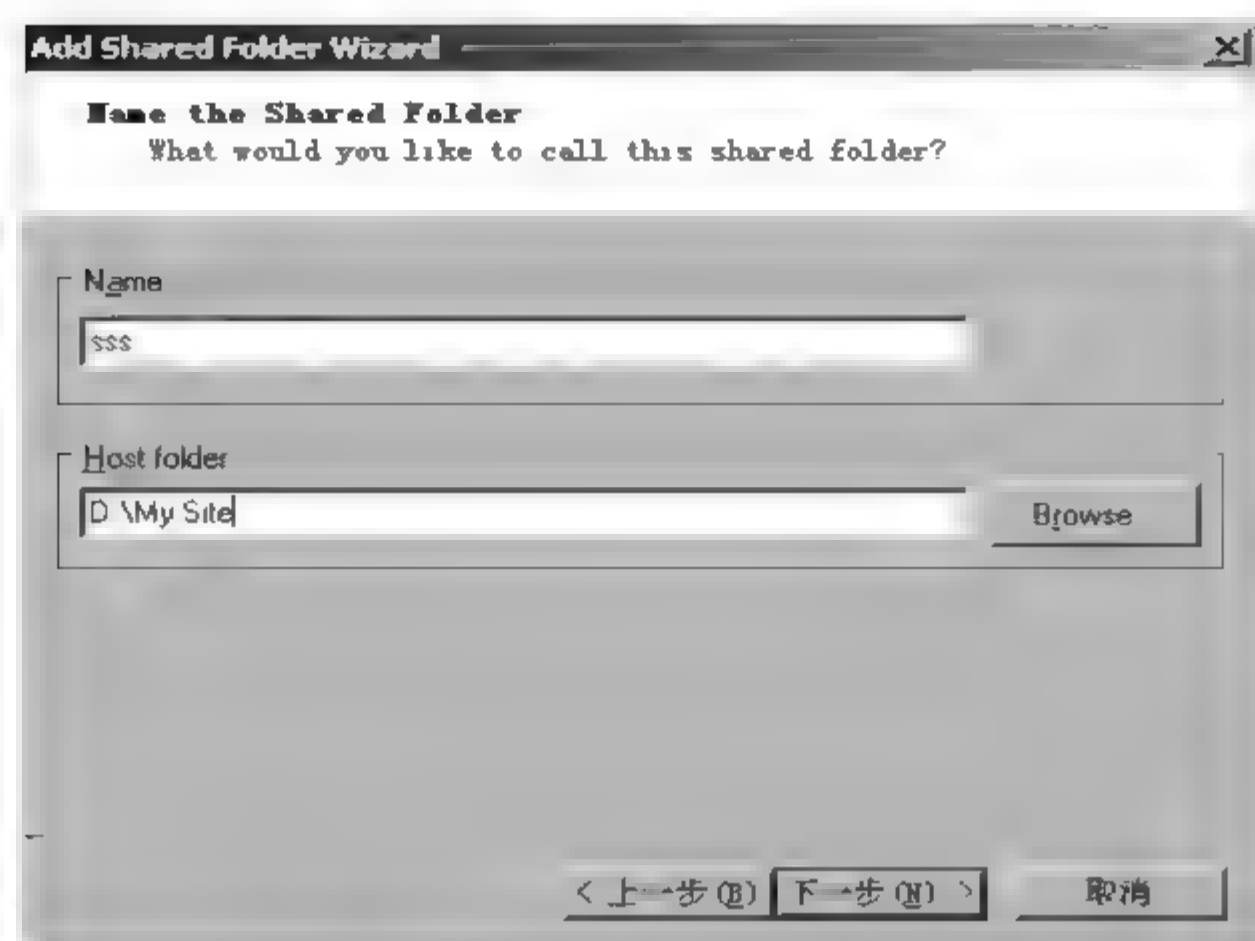 Add Shared Folder Wizard
Name the Shared Folder
What would you like to call this shared folder?
Name
sss
Host folder
D \My Site
Browse
< 上一步(B) 下一步(N) > 取消